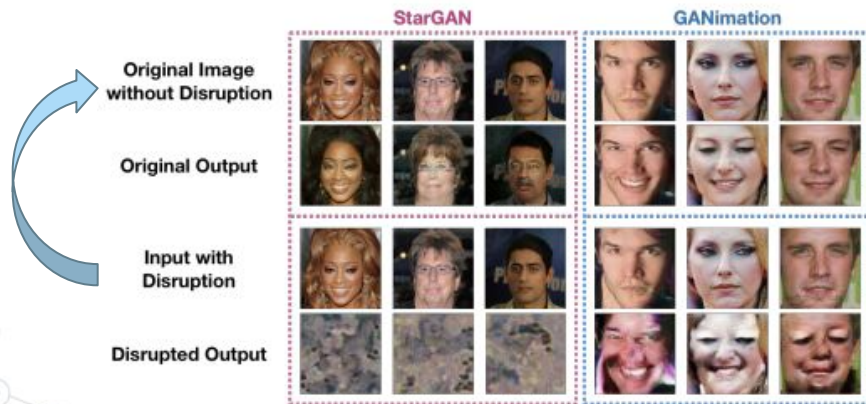 StarGAN
GANimation
Original Image
without Disruption
Original Output
Input with
Disruption
Disrupted Output